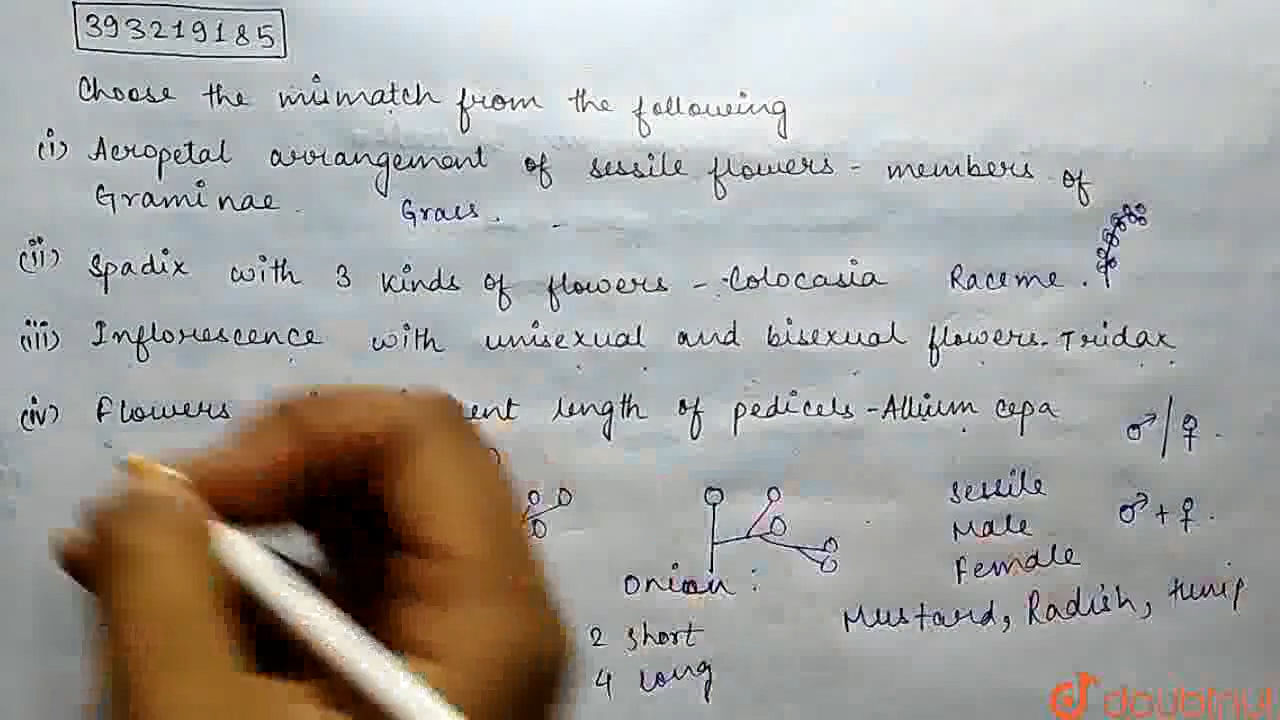 393219185
Choose the mismatch from the following
(i) Acropetal arrangement of sessile flowers - members of
Graminae. Gracs.
(ii) Spadix with 3 kinds of flowers - Colocasia Raceme.
(iii) Inflorescence with unisexual and bisexual flowers - Tridax
(iv) Flowers length of pedicels - Allium cepa
♂/♀.
Sessile
Male ♂+♀.
Female
Onion :
Mustard, Radish, turnip
2 short
4 long
doubtnut